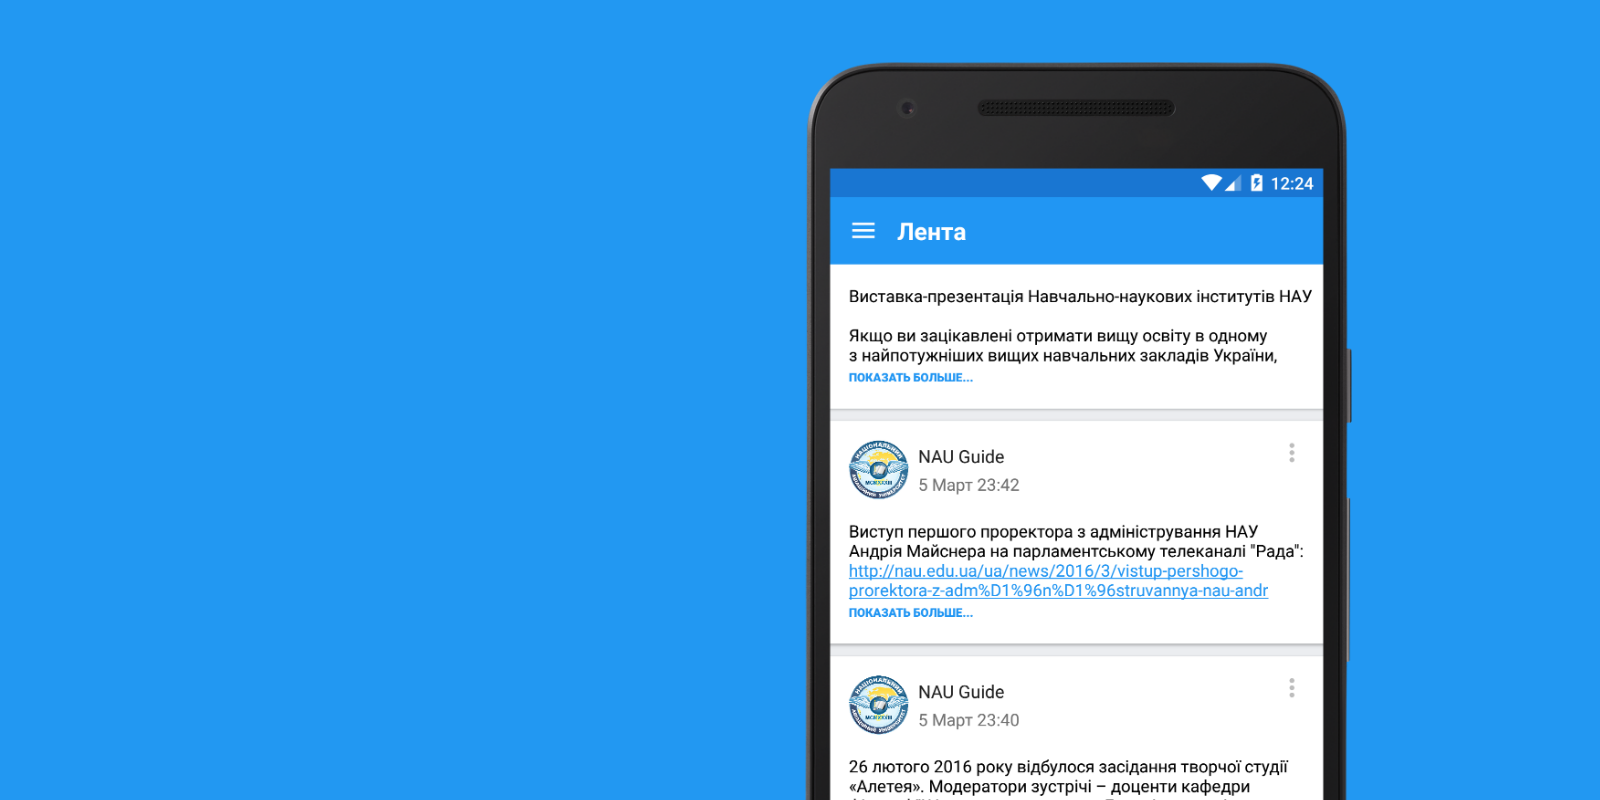 12:24
Лента
Виставка-презентація Навчально-наукових інститутів НАУ
Якщо ви зацікавлені отримати вищу освіту в одному
з найпотужніших вищих навчальних закладів України,
ПОКАЗАТЬ БОЛЬШЕ...
NAU Guide
5 Март 23:42
Виступ першого проректора з адміністрування НАУ
Андрія Майснера на парламентському телеканалі "Рада":
http://nau.edu.ua/ua/news/2016/3/vistup-pershogo-
prorektora-z-adm%D1%96n%D1%96struvannya-nau-andr
ПОКАЗАТЬ БОЛЬШЕ...
NAU Guide
5 Март 23:40
26 лютого 2016 року відбулося засідання творчої студії
«Алетея». Модератори зустрічі – доценти кафедри